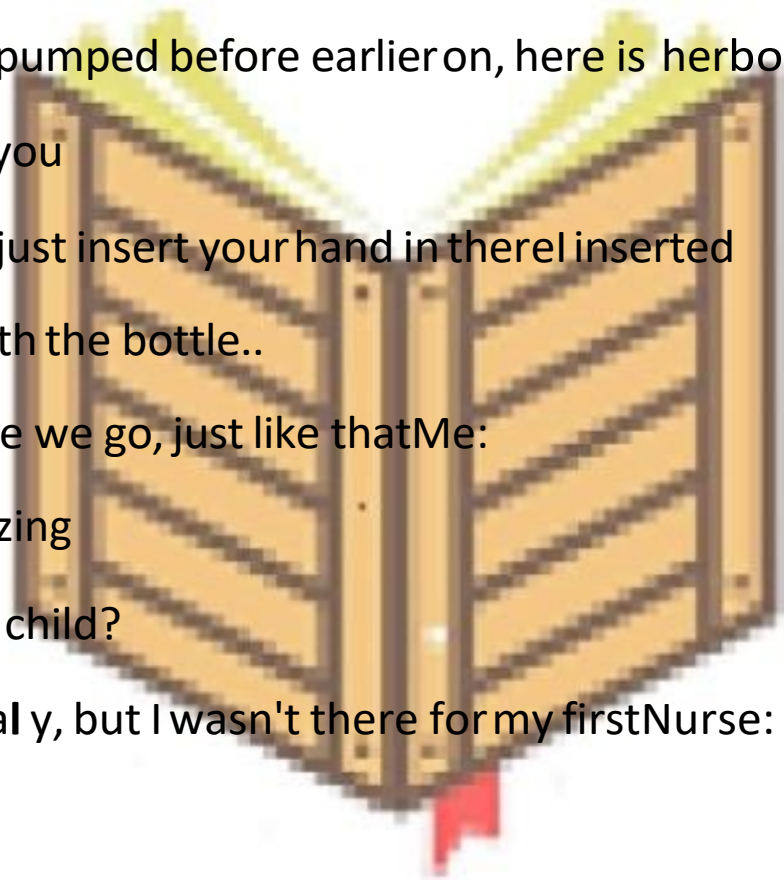 pumped before earlier on, here is herbo
you
just insert your hand in thereI inserted
th the bottle..
e we go, just like thatMe:
zing
child?
al y, but I wasn't there for my firstNurse: